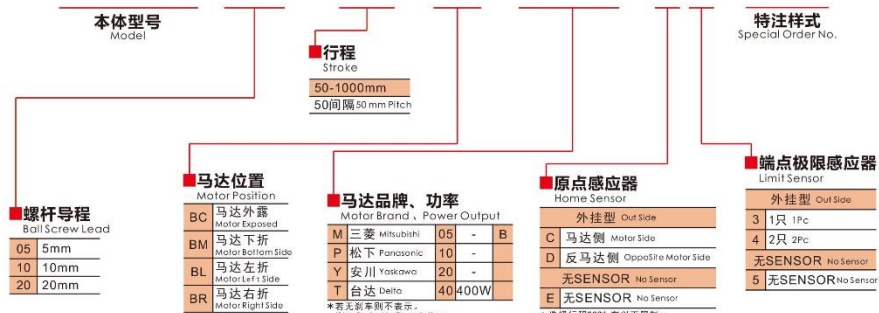 本体型号
Model
特注样式
Special Order No.
■行程
Stroke
50-1000mm
50间隔50 mm Pitch
■螺杆导程
Ball Screw Lead
05 5mm
10 10mm
20 20mm
■马达位置
Motor Position
BC 马达外露
Motor Exposed
BM 马达下折
Motor Bottom Side
BL 马达左折
Motor Left Side
BR 马达右折
Motor Right Side
■马达品牌、功率
Motor Brand 、Power Output
M 三菱 Mitsubishi 05 - B
P 松下 Panasonic 10 -
Y 安川 Yaskawa 20 -
T 台达 Delta 40 400W
*若无刹车则不表示。
■原点感应器
Home Sensor
外挂型 Out Side
C 马达侧 Motor Side
D 反马达侧 OppoSite Motor Side
无SENSOR No Sensor
E 无SENSOR No Sensor
■端点极限感应器
Limit Sensor
外挂型 Out Side
3 1只 1Pc
4 2只 2Pc
无SENSOR No Sensor
5 无SENSOR No Sensor